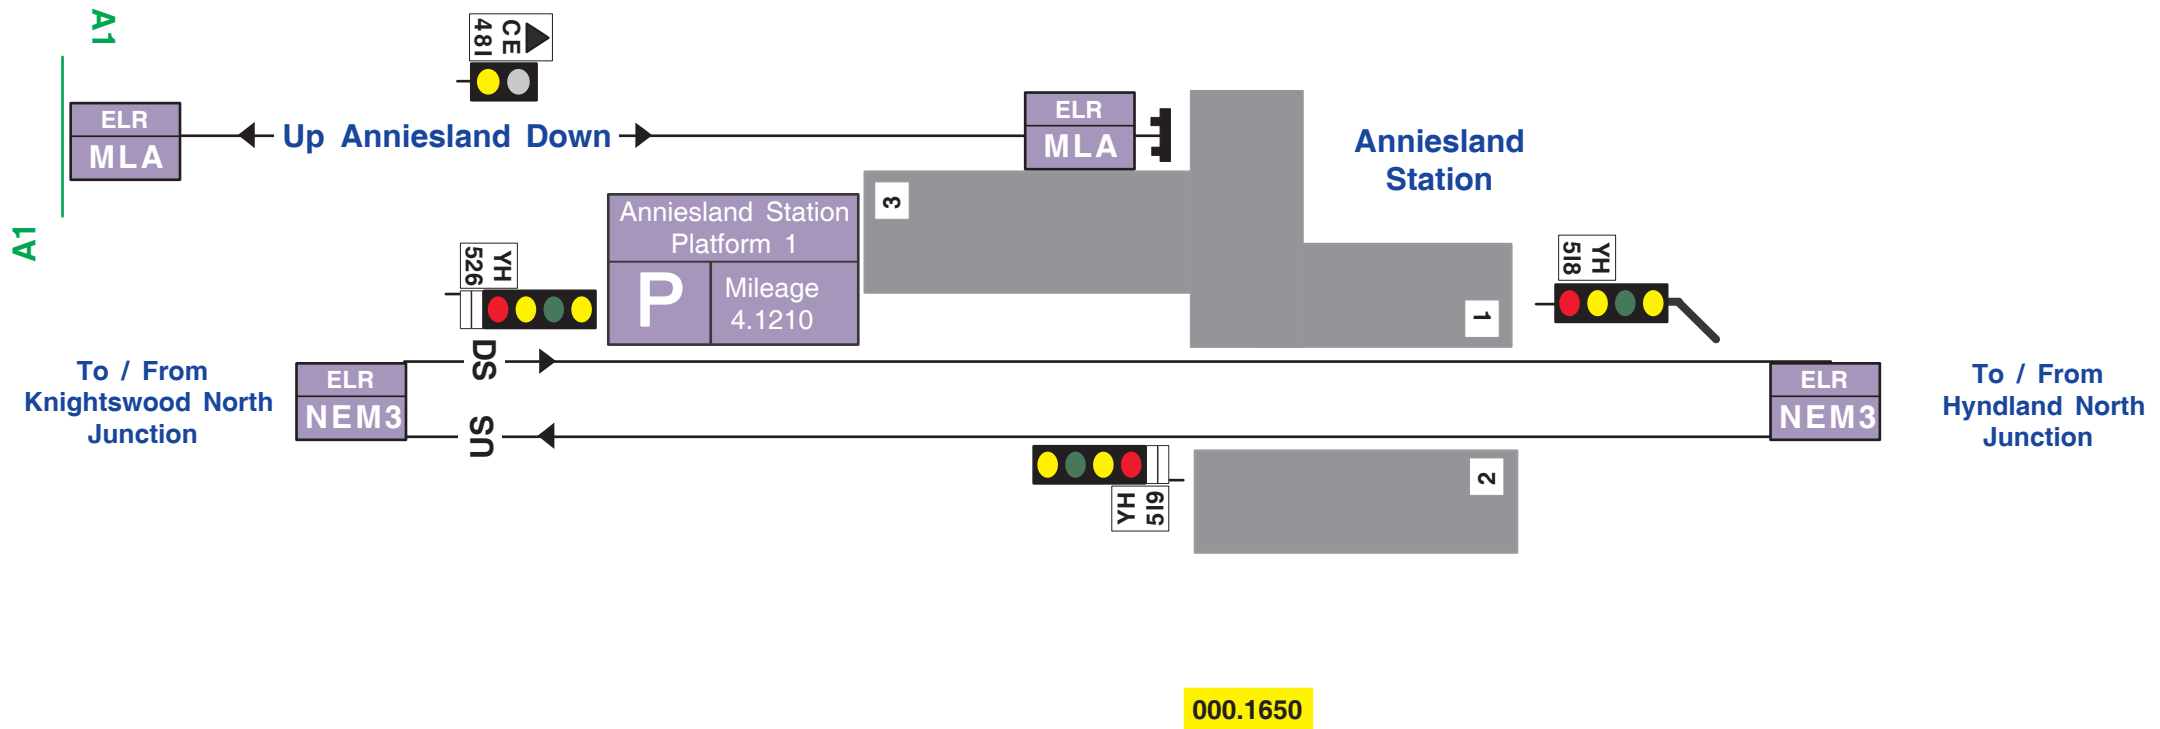 A1
CE
481
ELR
MLA
Up Anniesland Down
ELR
MLA
Anniesland
Station
A1
3
Anniesland Station
Platform 1
P
Mileage
4.1210
YH
526
1
YH
518
To / From
Knightswood North
Junction
ELR
NEM3
DS
US
ELR
NEM3
To / From
Hyndland North
Junction
YH
519
2
000.1650